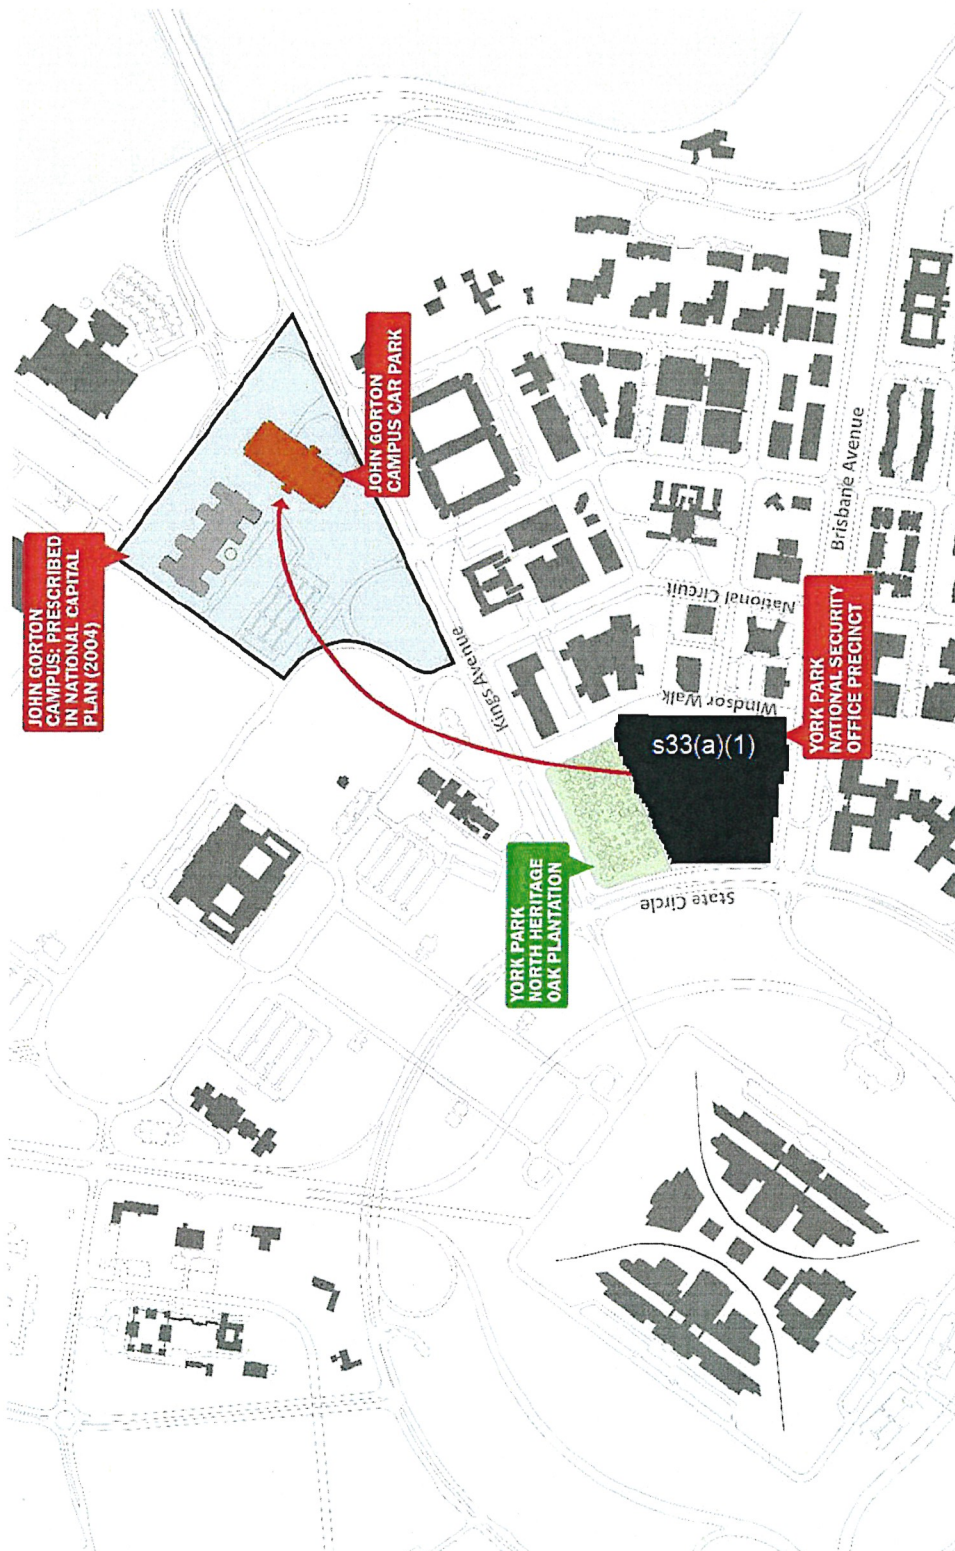 JOHN GORTON
CAMPUS: PRESCRIBED
IN NATIONAL CAPITAL
PLAN (2004)
JOHN GORTON
CAMPUS CAR PARK
Kings Avenue
Brisbane Avenue
National Circuit
Windsor Walk
s33(a)(1)
YORK PARK
NATIONAL SECURITY
OFFICE PRECINCT
YORK PARK
NORTH HERITAGE
OAK PLANTATION
State Circle